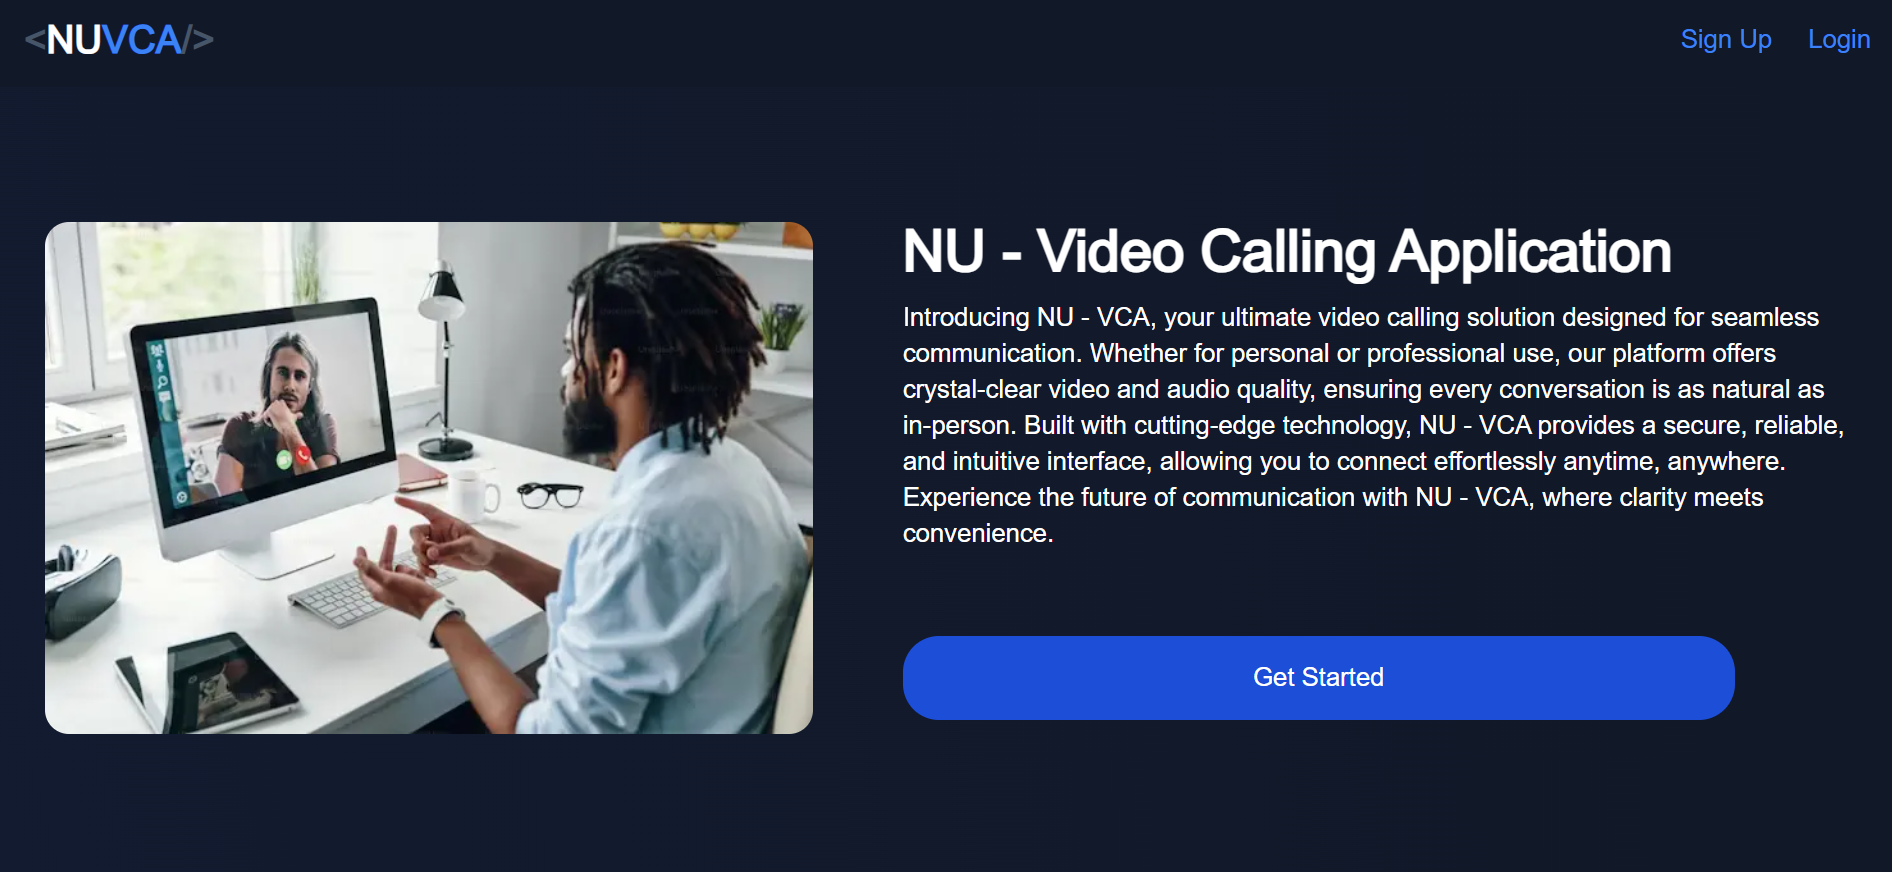 <NUVCA/>
Sign Up
Login
NU - Video Calling Application
Introducing NU - VCA, your ultimate video calling solution designed for seamless
communication. Whether for personal or professional use, our platform offers
crystal-clear video and audio quality, ensuring every conversation is as natural as
in-person. Built with cutting-edge technology, NU - VCA provides a secure, reliable,
and intuitive interface, allowing you to connect effortlessly anytime, anywhere.
Experience the future of communication with NU - VCA, where clarity meets
convenience.
Get Started